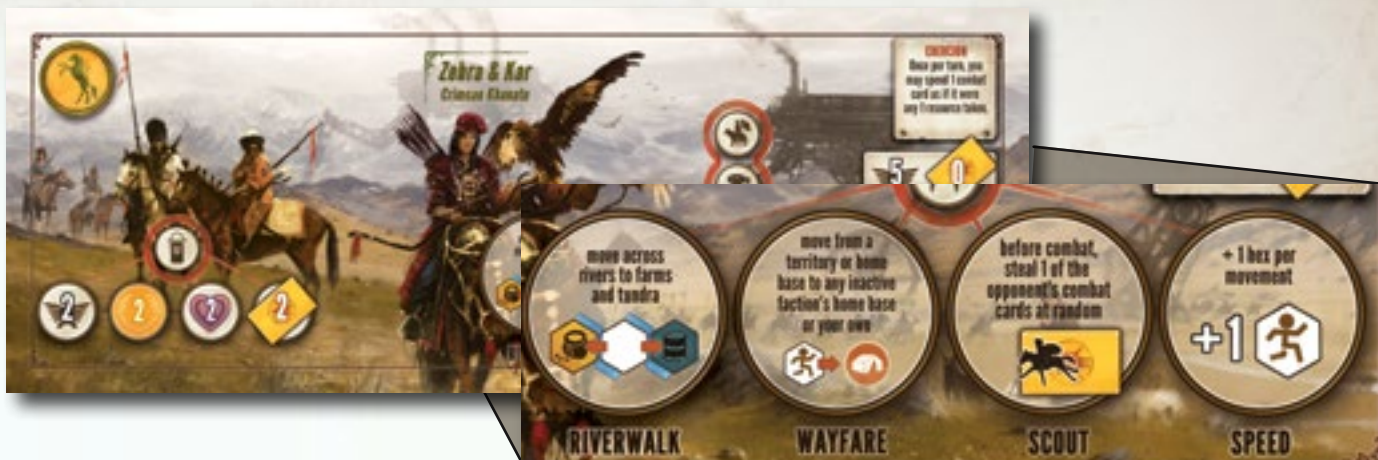 Zehra & Kar
Crimean Khanate
COERCION
Once per turn, you
may spend 1 combat
card as if it were
any 1 resource token.
5 0
2 2 2 2
move across
rivers to farms
and tundra
RIVERWALK
move from a
territory or home
base to any inactive
faction's home base
or your own
WAYFARE
before combat,
steal 1 of the
opponent's combat
cards at random
SCOUT
+ 1 hex per
movement
+1
SPEED